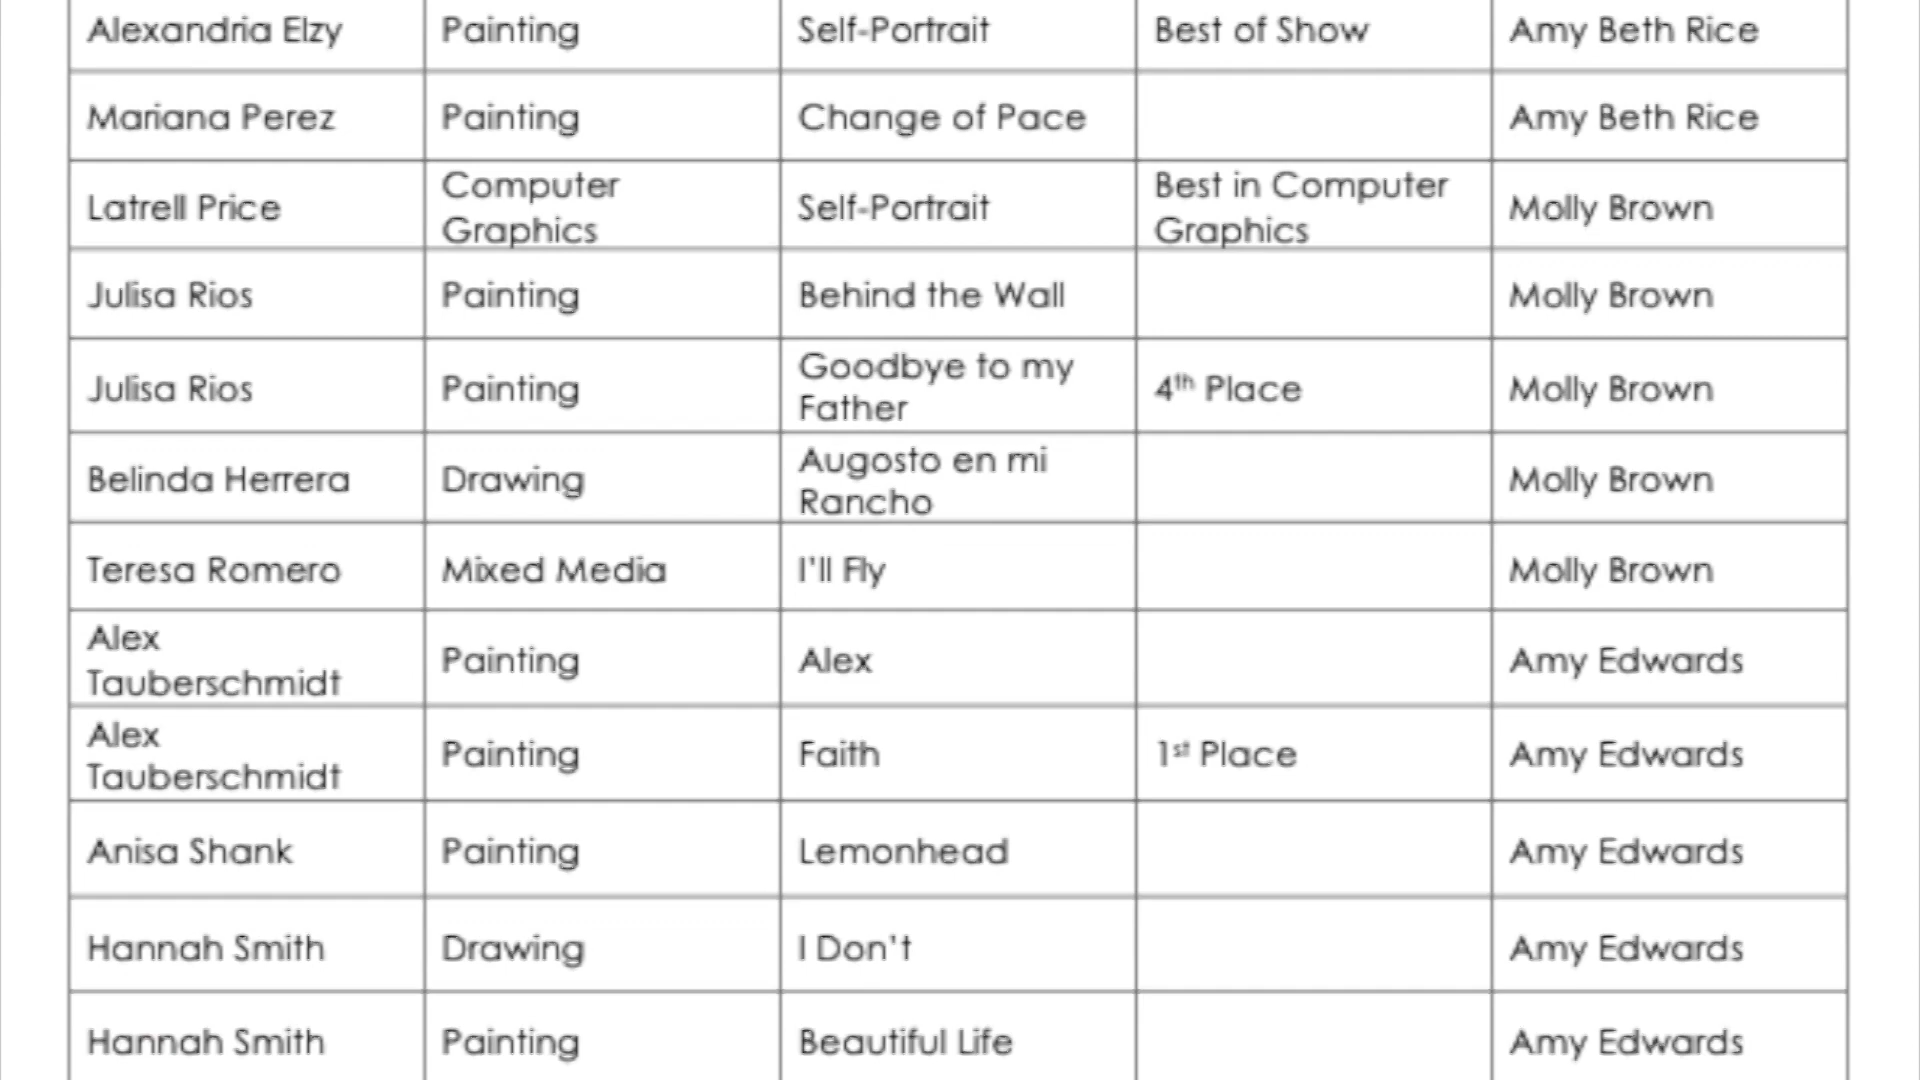 Alexandria Elzy Painting Self-Portrait Best of Show Amy Beth Rice
Mariana Perez Painting Change of Pace Amy Beth Rice
Latrell Price Computer Graphics Self-Portrait Best in Computer Graphics Molly Brown
Julisa Rios Painting Behind the Wall Molly Brown
Julisa Rios Painting Goodbye to my Father 4th Place Molly Brown
Belinda Herrera Drawing Augosto en mi Rancho Molly Brown
Teresa Romero Mixed Media I'll Fly Molly Brown
Alex Tauberschmidt Painting Alex Amy Edwards
Alex Tauberschmidt Painting Faith 1st Place Amy Edwards
Anisa Shank Painting Lemonhead Amy Edwards
Hannah Smith Drawing I Don't Amy Edwards
Hannah Smith Painting Beautiful Life Amy Edwards